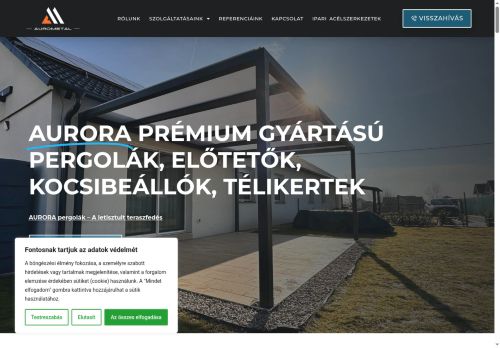 AUROMETAL
RÓLUNK SZOLGÁLTATÁSAINK REFERENCIÁINK KAPCSOLAT IPARI ACÉLSZERKEZETEK VISSZAHÍVÁS
AURORA PRÉMIUM GYÁRTÁSÚ
PERGOLÁK, ELŐTETŐK,
KOCSIBEÁLLÓK, TÉLIKERTEK
AURORA pergolák – A letisztult teraszfedés
Fontosnak tartjuk az adatok védelmét
A böngészési élmény fokozása, a személyre szabott
hirdetések vagy tartalmak megjelenítése, valamint a forgalom
elemzése érdekében sütiket (cookie) használunk. A "Mindet
elfogadom" gombra kattintva hozzájárulhat a sütik
használatához.
Testreszabás Elutasít Az összes elfogadása